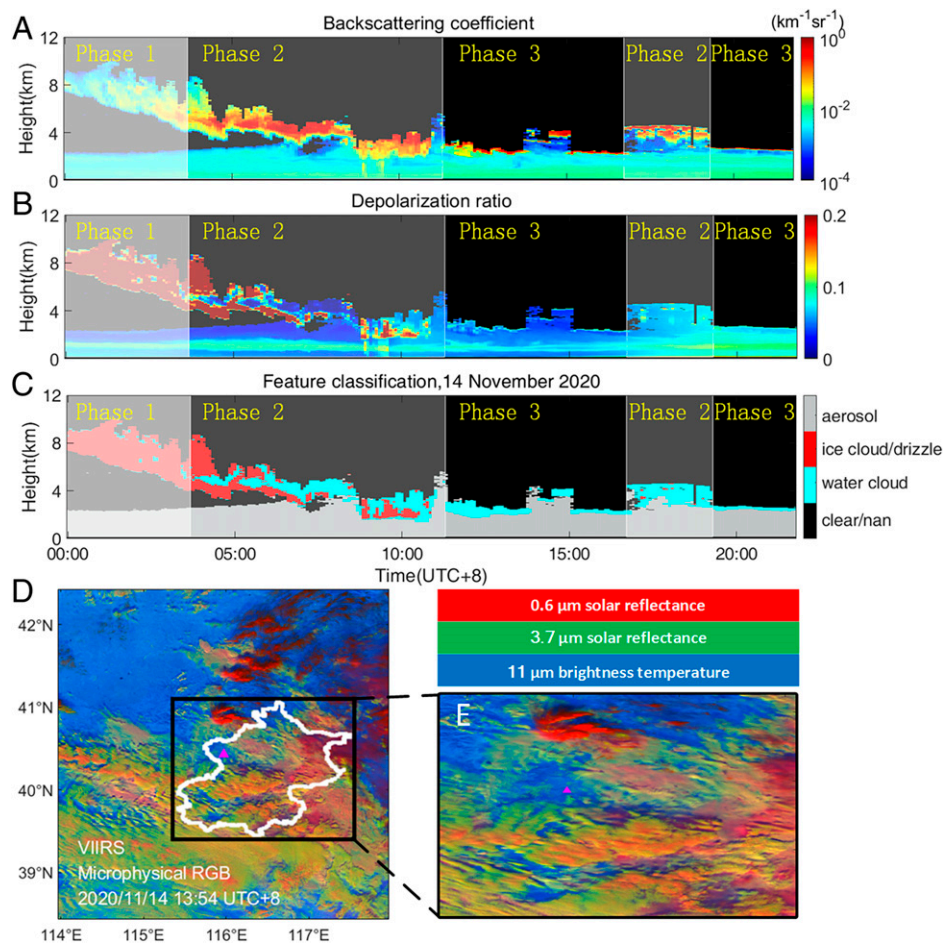 A
Backscattering coefficient
(km⁻¹sr⁻¹)
12
8
4
0
Height(km)
Phase 1
Phase 2
Phase 3
Phase 2
Phase 3
10⁰
10⁻²
10⁻⁴
B
Depolarization ratio
12
8
4
0
Height(km)
Phase 1
Phase 2
Phase 3
Phase 2
Phase 3
0.2
0.1
0
C
Feature classification,14 November 2020
12
8
4
0
Height(km)
Phase 1
Phase 2
Phase 3
Phase 2
Phase 3
aerosol
ice cloud/drizzle
water cloud
clear/nan
00:00
05:00
10:00
15:00
20:00
Time(UTC+8)
D
42°N
41°N
40°N
39°N
VIIRS
Microphysical RGB
2020/11/14 13:54 UTC+8
114°E
115°E
116°E
117°E
0.6 μm solar reflectance
3.7 μm solar reflectance
11 μm brightness temperature
E